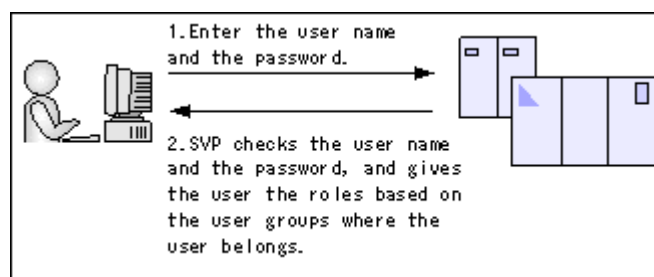 1.Enter the user name
and the password.
2.SVP checks the user name
and the password, and gives
the user the roles based on
the user groups where the
user belongs.